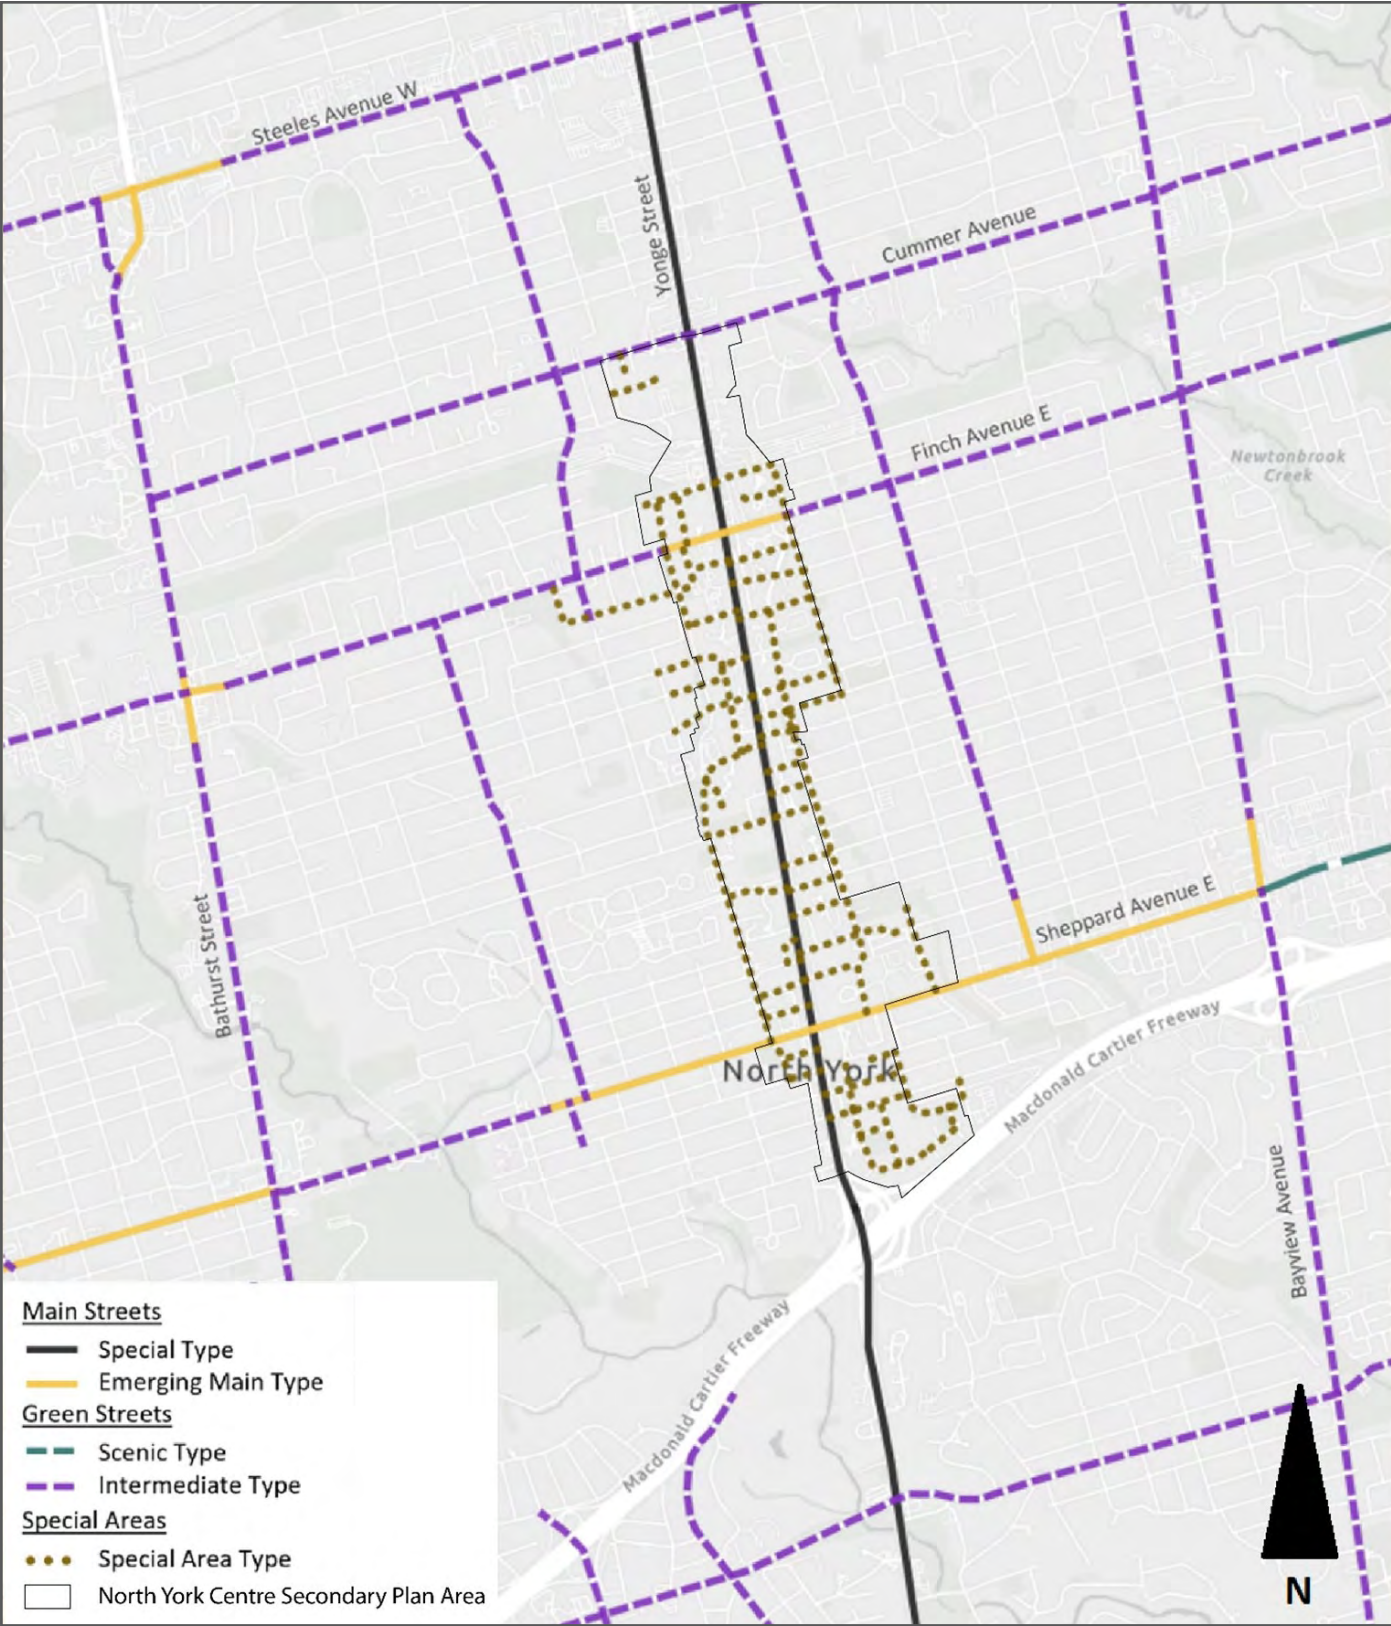 Steeles Avenue W
Yonge Street
Cummer Avenue
Finch Avenue E
Newtonbrook
Creek
Sheppard Avenue E
Bathurst Street
North York
Macdonald Cartier Freeway
Bayview Avenue
Macdonald Cartier Freeway
Main Streets
Special Type
Emerging Main Type
Green Streets
Scenic Type
Intermediate Type
Special Areas
Special Area Type
North York Centre Secondary Plan Area
N